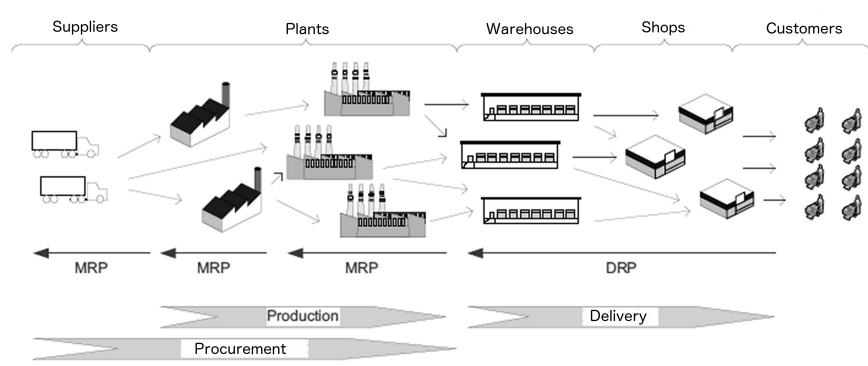 Suppliers
Plants
Warehouses
Shops
Customers
MRP
MRP
MRP
DRP
Production
Delivery
Procurement